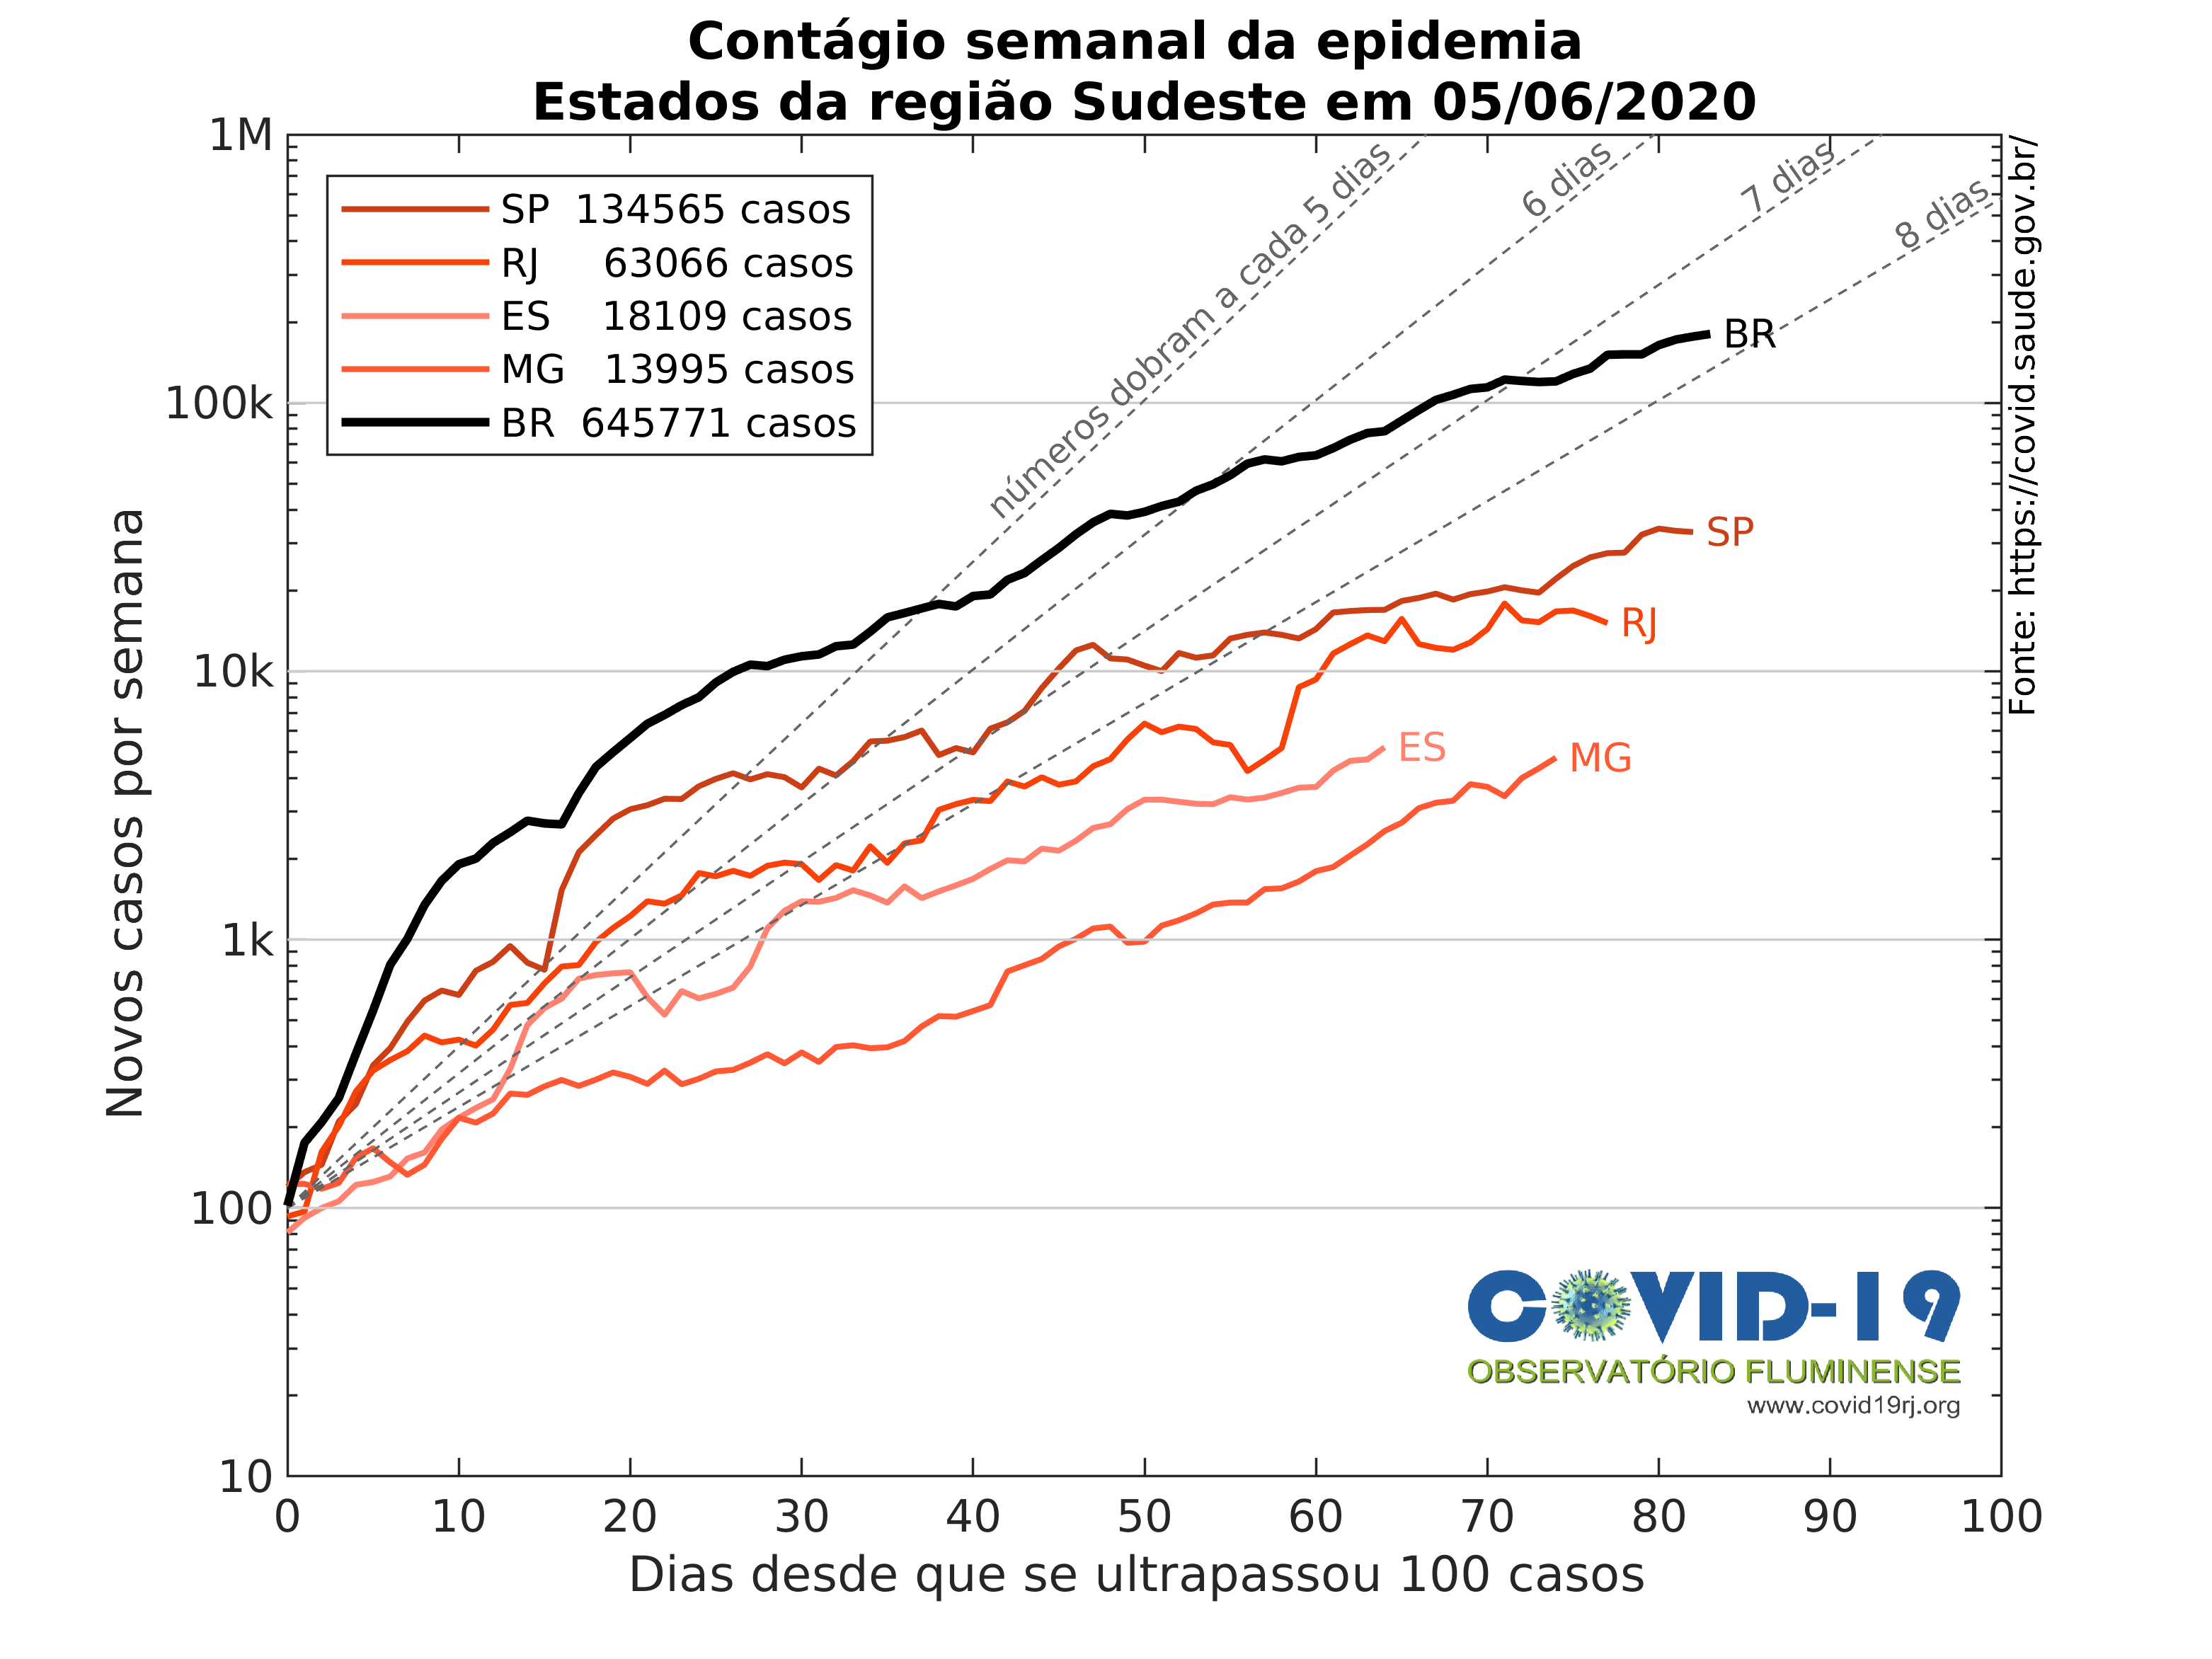 Contágio semanal da epidemia
Estados da região Sudeste em 05/06/2020
1M
100k
10k
1k
100
10
Novos casos por semana
SP 134565 casos
RJ 63066 casos
ES 18109 casos
MG 13995 casos
BR 645771 casos
números dobram a cada 5 dias
6 dias
7 dias
8 dias
BR
SP
RJ
ES
MG
Fonte: https://covid.saude.gov.br/
COVID-19
OBSERVATÓRIO FLUMINENSE
www.covid19rj.org
0 10 20 30 40 50 60 70 80 90 100
Dias desde que se ultrapassou 100 casos